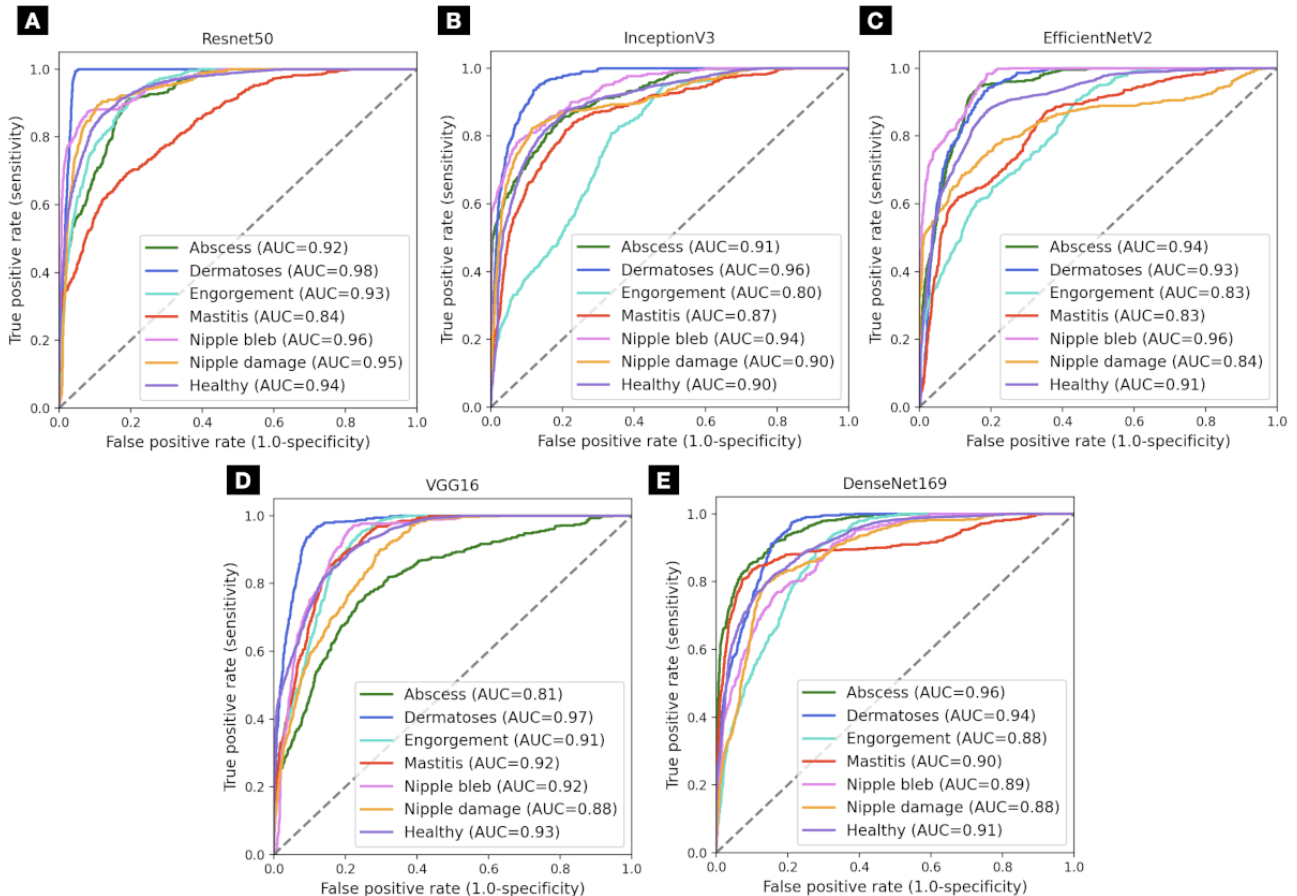 A
Resnet50
True positive rate (sensitivity)
1.0
0.8
0.6
0.4
0.2
0.0
Abscess (AUC=0.92)
Dermatoses (AUC=0.98)
Engorgement (AUC=0.93)
Mastitis (AUC=0.84)
Nipple bleb (AUC=0.96)
Nipple damage (AUC=0.95)
Healthy (AUC=0.94)
0.0 0.2 0.4 0.6 0.8 1.0
False positive rate (1.0-specificity)
B
InceptionV3
True positive rate (sensitivity)
1.0
0.8
0.6
0.4
0.2
0.0
Abscess (AUC=0.91)
Dermatoses (AUC=0.96)
Engorgement (AUC=0.80)
Mastitis (AUC=0.87)
Nipple bleb (AUC=0.94)
Nipple damage (AUC=0.90)
Healthy (AUC=0.90)
0.0 0.2 0.4 0.6 0.8 1.0
False positive rate (1.0-specificity)
C
EfficientNetV2
True positive rate (sensitivity)
1.0
0.8
0.6
0.4
0.2
0.0
Abscess (AUC=0.94)
Dermatoses (AUC=0.93)
Engorgement (AUC=0.83)
Mastitis (AUC=0.83)
Nipple bleb (AUC=0.96)
Nipple damage (AUC=0.84)
Healthy (AUC=0.91)
0.0 0.2 0.4 0.6 0.8 1.0
False positive rate (1.0-specificity)
D
VGG16
True positive rate (sensitivity)
1.0
0.8
0.6
0.4
0.2
0.0
Abscess (AUC=0.81)
Dermatoses (AUC=0.97)
Engorgement (AUC=0.91)
Mastitis (AUC=0.92)
Nipple bleb (AUC=0.92)
Nipple damage (AUC=0.88)
Healthy (AUC=0.93)
0.0 0.2 0.4 0.6 0.8 1.0
False positive rate (1.0-specificity)
E
DenseNet169
True positive rate (sensitivity)
1.0
0.8
0.6
0.4
0.2
0.0
Abscess (AUC=0.96)
Dermatoses (AUC=0.94)
Engorgement (AUC=0.88)
Mastitis (AUC=0.90)
Nipple bleb (AUC=0.89)
Nipple damage (AUC=0.88)
Healthy (AUC=0.91)
0.0 0.2 0.4 0.6 0.8 1.0
False positive rate (1.0-specificity)